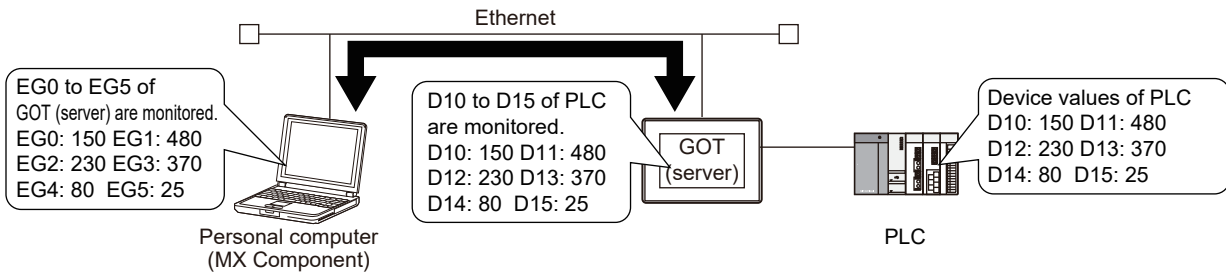 Ethernet
EG0 to EG5 of
GOT (server) are monitored.
EG0: 150 EG1: 480
EG2: 230 EG3: 370
EG4: 80 EG5: 25
D10 to D15 of PLC
are monitored.
D10: 150 D11: 480
D12: 230 D13: 370
D14: 80 D15: 25
GOT
(server)
Device values of PLC
D10: 150 D11: 480
D12: 230 D13: 370
D14: 80 D15: 25
Personal computer
(MX Component)
PLC